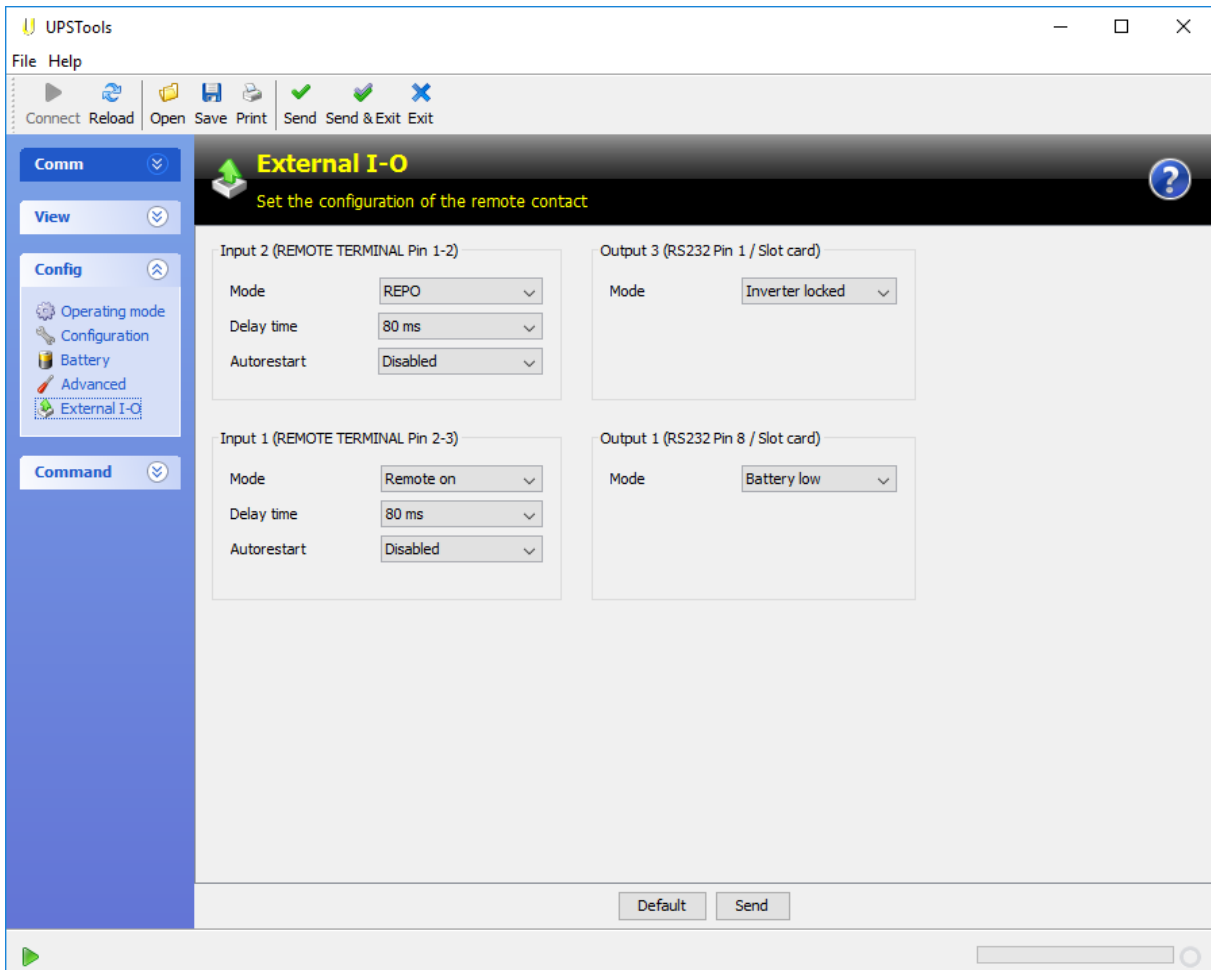 UPSTools
File Help
Connect Reload Open Save Print Send Send & Exit Exit
Comm
View
Config
Operating mode
Configuration
Battery
Advanced
External I-O
Command
External I-O
Set the configuration of the remote contact
?
Input 2 (REMOTE TERMINAL Pin 1-2)
Mode REPO
Delay time 80 ms
Autorestart Disabled
Output 3 (RS232 Pin 1 / Slot card)
Mode Inverter locked
Input 1 (REMOTE TERMINAL Pin 2-3)
Mode Remote on
Delay time 80 ms
Autorestart Disabled
Output 1 (RS232 Pin 8 / Slot card)
Mode Battery low
Default Send